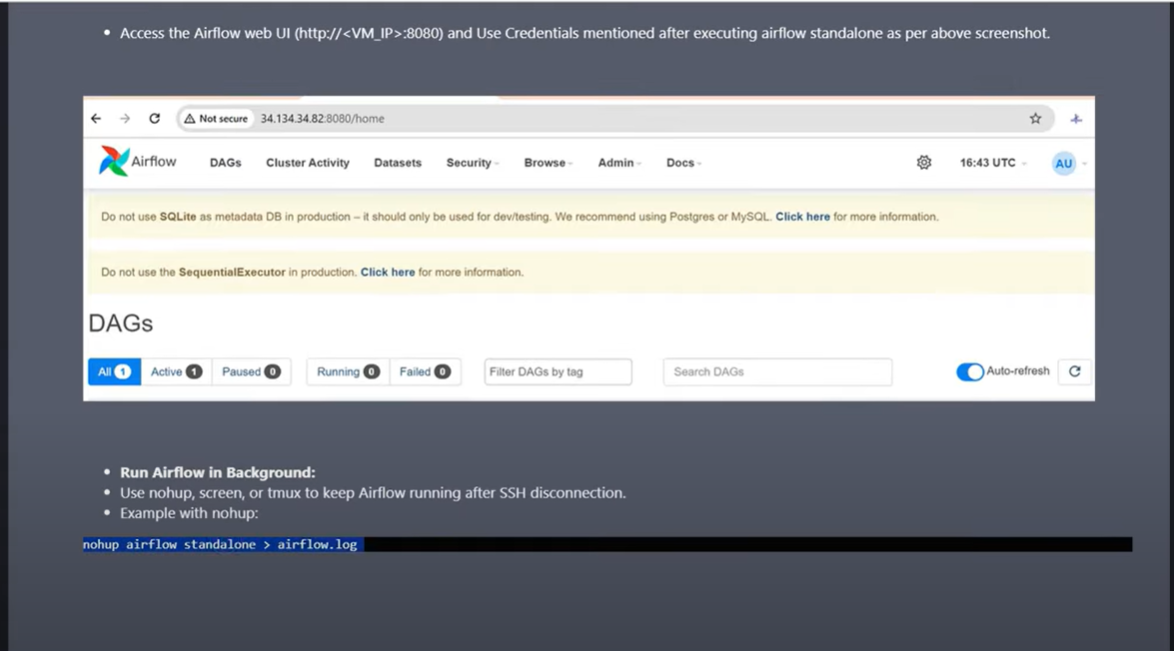 • Access the Airflow web UI (http://<VM_IP>:8080) and Use Credentials mentioned after executing airflow standalone as per above screenshot.
Not secure 34.134.34.82:8080/home
Airflow DAGs Cluster Activity Datasets Security Browse Admin Docs 16:43 UTC AU
Do not use SQLite as metadata DB in production – it should only be used for dev/testing. We recommend using Postgres or MySQL. Click here for more information.
Do not use the SequentialExecutor in production. Click here for more information.
DAGs
All 1 Active 1 Paused 0 Running 0 Failed 0 Filter DAGs by tag Search DAGs Auto-refresh
• Run Airflow in Background:
• Use nohup, screen, or tmux to keep Airflow running after SSH disconnection.
• Example with nohup:
nohup airflow standalone > airflow.log